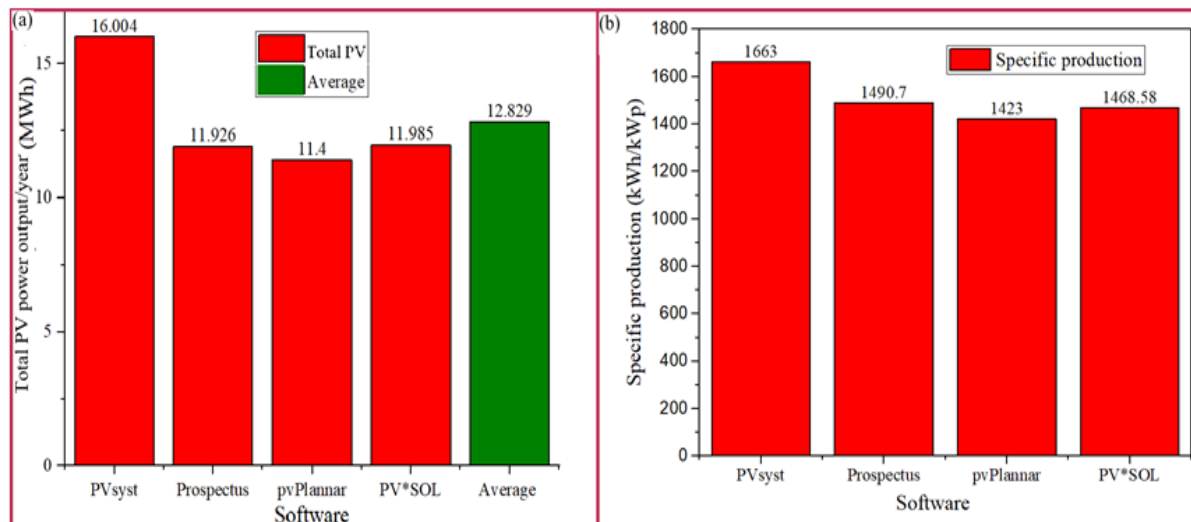 (a)
16.004
Total PV
Average
15
12.829
11.926
11.985
11.4
10
5
0
Total PV power output/year (MWh)
PVsyst
Prospectus
pvPlannar
PV*SOL
Average
Software
(b)
1800
Specific production
1663
1600
1490.7
1468.58
1423
1400
1200
1000
800
600
400
200
0
Specific production (kWh/kWp)
PVsyst
Prospectus
pvPlannar
PV*SOL
Software